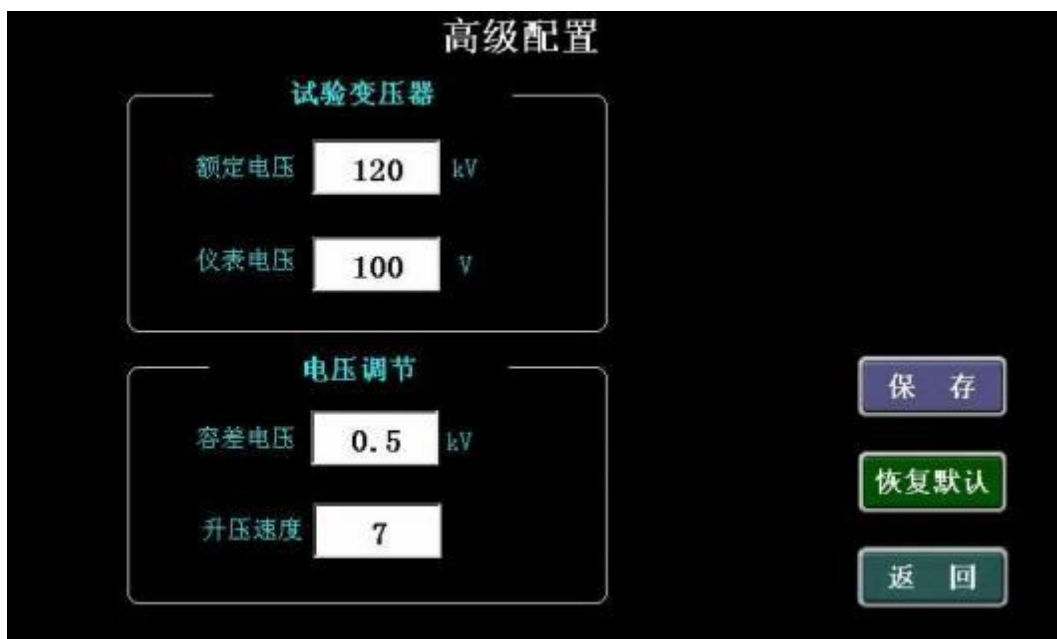 高级配置
试验变压器
额定电压 120 kV
仪表电压 100 V
电压调节
容差电压 0.5 kV
升压速度 7
保 存
恢复默认
返 回